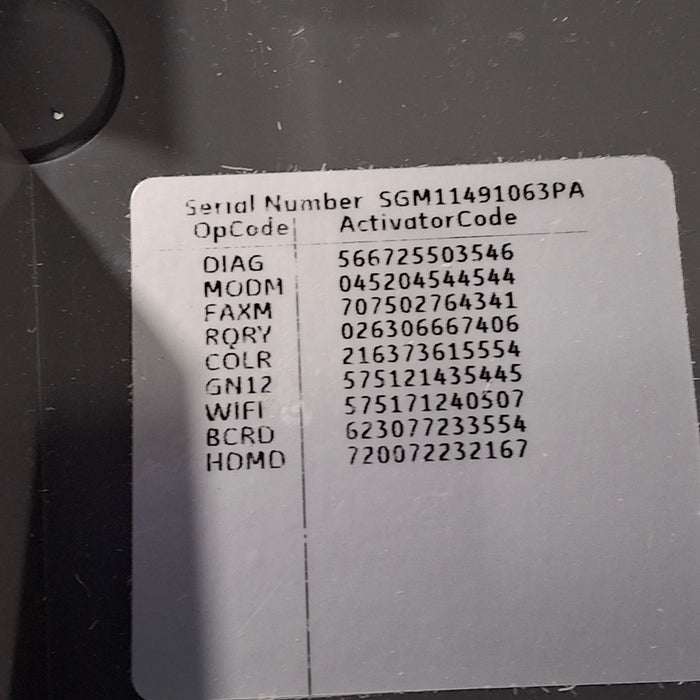 Serial Number SGM11491063PA
OpCode ActivatorCode
DIAG 566725503546
MODM 045204544544
FAXM 707502764341
RQRY 026306667406
COLR 216373615554
GN12 575121435445
WIFI 575171240507
BCRD 623077233554
HDMD 720072232167